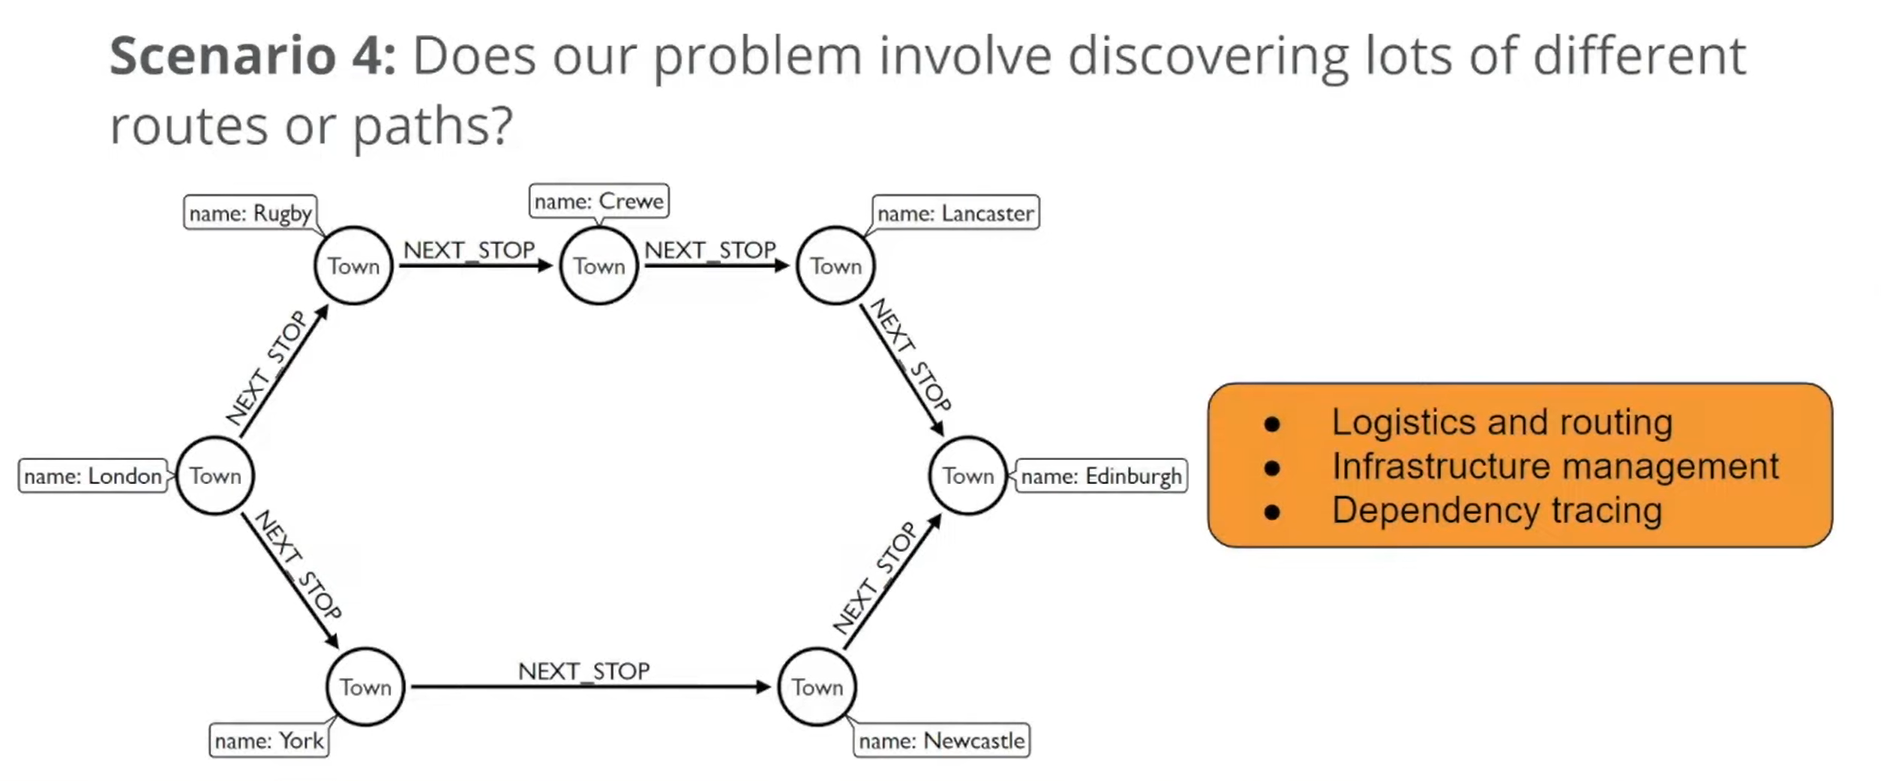 Scenario 4: Does our problem involve discovering lots of different
routes or paths?
name: Rugby
name: Crewe
name: Lancaster
Town
NEXT_STOP
Town
NEXT_STOP
Town
NEXT_STOP
NEXT_STOP
name: London
Town
Town
name: Edinburgh
NEXT_STOP
NEXT_STOP
Town
NEXT_STOP
Town
name: York
name: Newcastle
● Logistics and routing
● Infrastructure management
● Dependency tracing